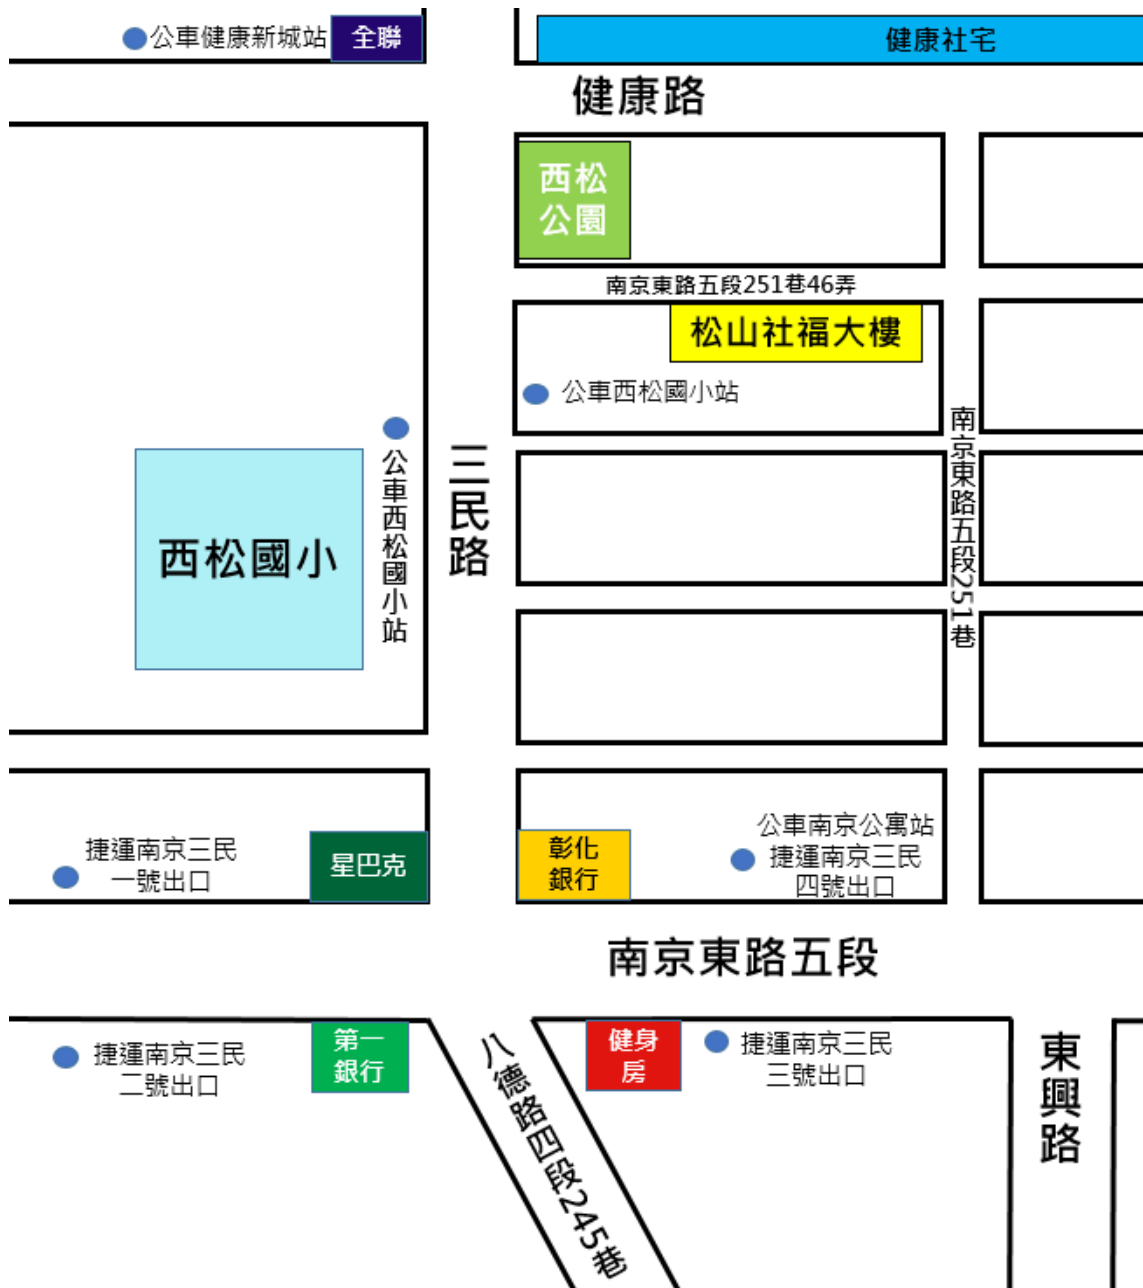 公車健康新城站
全聯
健康社宅
健康路
西松
公園
南京東路五段251巷46弄
松山社福大樓
公車西松國小站
公車西松國小站
三民路
南京東路五段251巷
西松國小
捷運南京三民
一號出口
星巴克
彰化
銀行
公車南京公寓站
捷運南京三民
四號出口
南京東路五段
捷運南京三民
二號出口
第一
銀行
八德路四段245巷
健身
房
捷運南京三民
三號出口
東興路